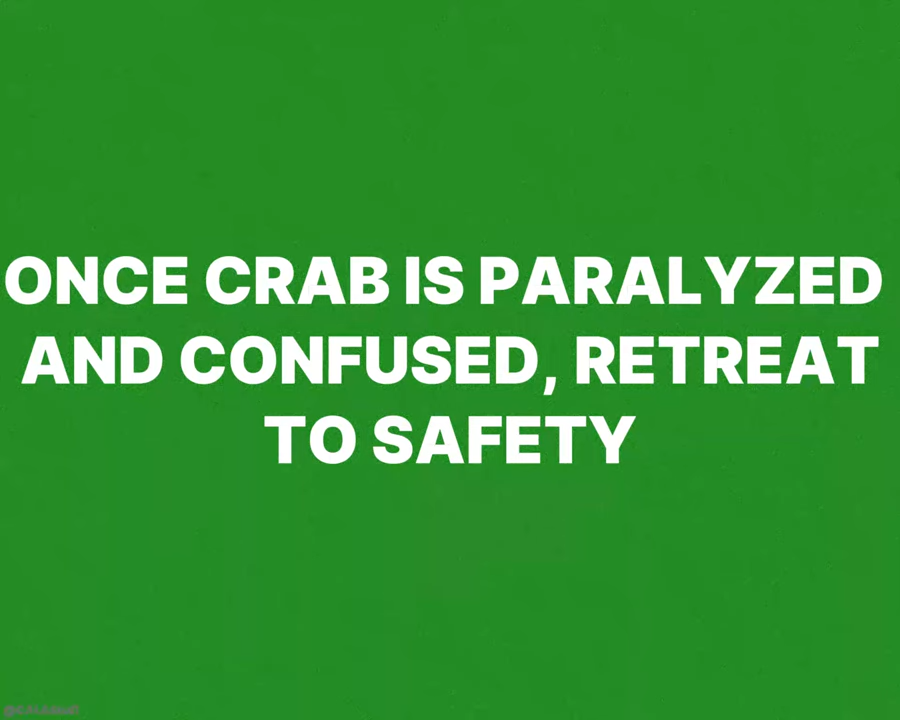 ONCE CRAB IS PARALYZED
AND CONFUSED, RETREAT
TO SAFETY